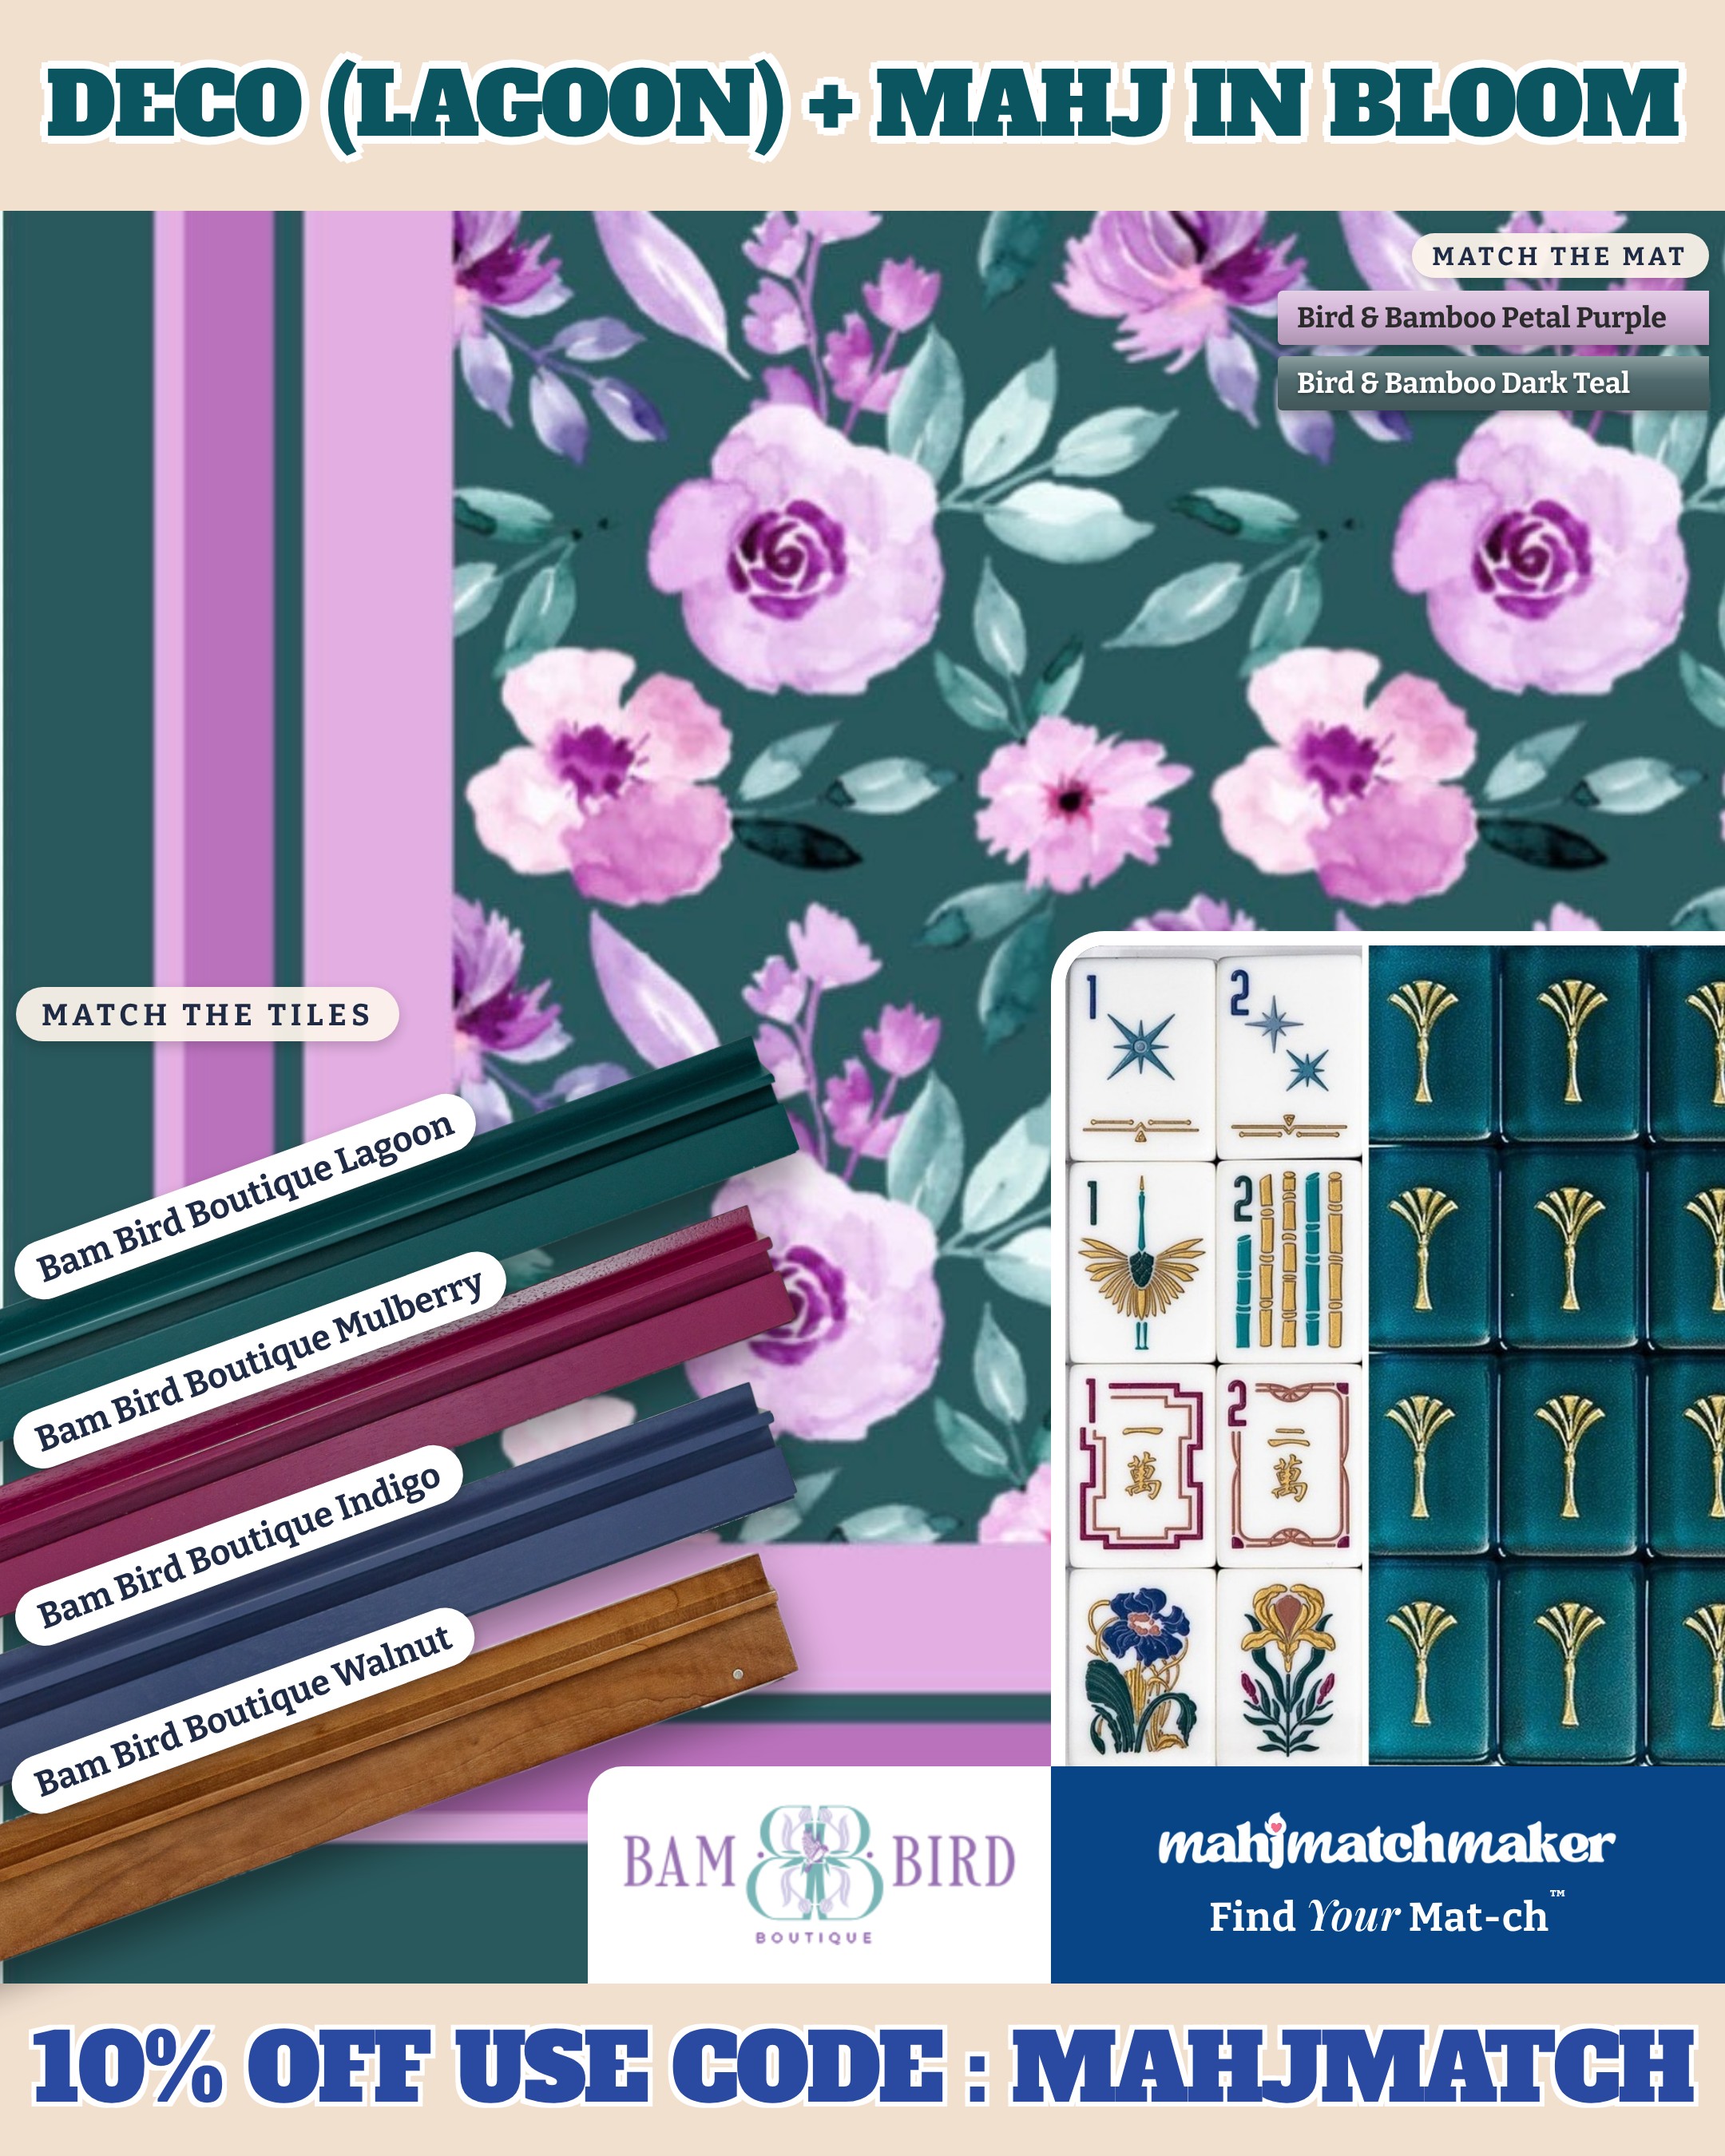 DECO (LAGOON) + MAHJ IN BLOOM
MATCH THE MAT
Bird & Bamboo Petal Purple
Bird & Bamboo Dark Teal
MATCH THE TILES
Bam Bird Boutique Lagoon
Bam Bird Boutique Mulberry
Bam Bird Boutique Indigo
Bam Bird Boutique Walnut
1 2
1 2
1 2
一萬 二萬
BAM BIRD
BOUTIQUE
mahjmatchmaker
Find Your Mat-ch™
10% OFF USE CODE : MAHJMATCH